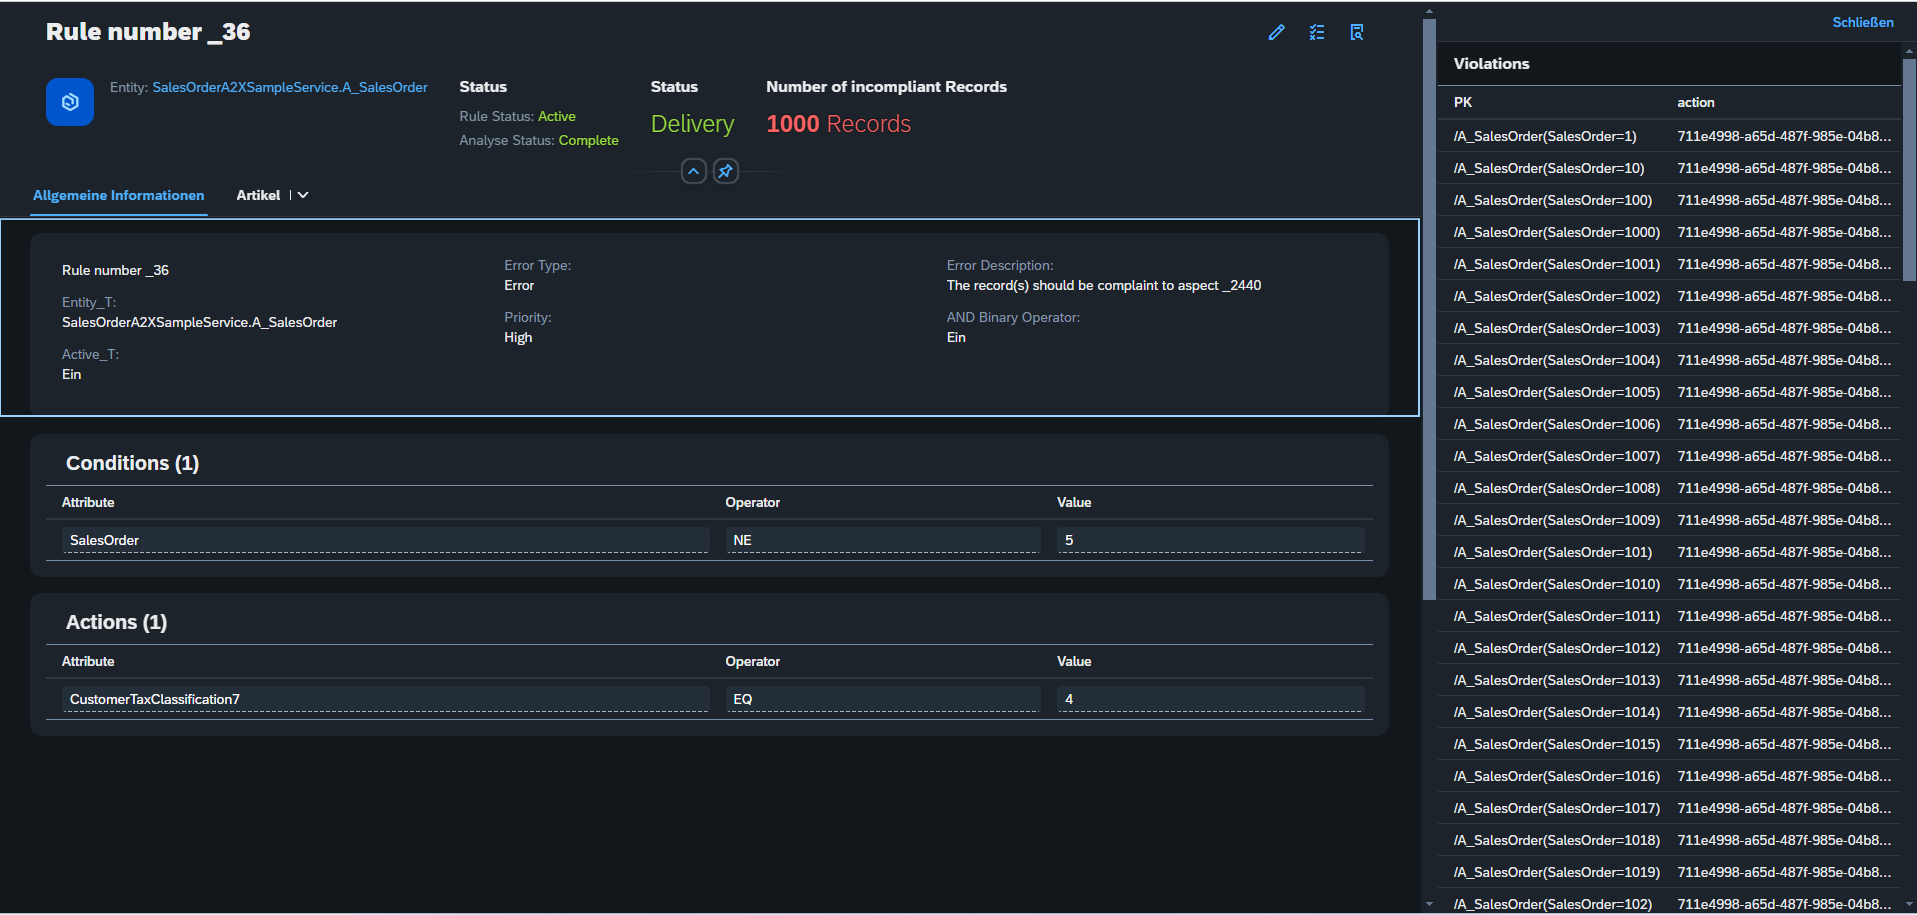 Rule number _36
Entity: SalesOrderA2XSampleService.A_SalesOrder
Status
Rule Status: Active
Analyse Status: Complete
Status
Delivery
Number of incompliant Records
1000 Records
Allgemeine Informationen
Artikel
Rule number _36
Entity_T:
SalesOrderA2XSampleService.A_SalesOrder
Active_T:
Ein
Error Type:
Error
Priority:
High
Error Description:
The record(s) should be complaint to aspect _2440
AND Binary Operator:
Ein
Conditions (1)
Attribute Operator Value
SalesOrder NE 5
Actions (1)
Attribute Operator Value
CustomerTaxClassification7 EQ 4
Schließen
Violations
PK action
/A_SalesOrder(SalesOrder=1) 711e4998-a65d-487f-985e-04b8...
/A_SalesOrder(SalesOrder=10) 711e4998-a65d-487f-985e-04b8...
/A_SalesOrder(SalesOrder=100) 711e4998-a65d-487f-985e-04b8...
/A_SalesOrder(SalesOrder=1000) 711e4998-a65d-487f-985e-04b8...
/A_SalesOrder(SalesOrder=1001) 711e4998-a65d-487f-985e-04b8...
/A_SalesOrder(SalesOrder=1002) 711e4998-a65d-487f-985e-04b8...
/A_SalesOrder(SalesOrder=1003) 711e4998-a65d-487f-985e-04b8...
/A_SalesOrder(SalesOrder=1004) 711e4998-a65d-487f-985e-04b8...
/A_SalesOrder(SalesOrder=1005) 711e4998-a65d-487f-985e-04b8...
/A_SalesOrder(SalesOrder=1006) 711e4998-a65d-487f-985e-04b8...
/A_SalesOrder(SalesOrder=1007) 711e4998-a65d-487f-985e-04b8...
/A_SalesOrder(SalesOrder=1008) 711e4998-a65d-487f-985e-04b8...
/A_SalesOrder(SalesOrder=1009) 711e4998-a65d-487f-985e-04b8...
/A_SalesOrder(SalesOrder=101) 711e4998-a65d-487f-985e-04b8...
/A_SalesOrder(SalesOrder=1010) 711e4998-a65d-487f-985e-04b8...
/A_SalesOrder(SalesOrder=1011) 711e4998-a65d-487f-985e-04b8...
/A_SalesOrder(SalesOrder=1012) 711e4998-a65d-487f-985e-04b8...
/A_SalesOrder(SalesOrder=1013) 711e4998-a65d-487f-985e-04b8...
/A_SalesOrder(SalesOrder=1014) 711e4998-a65d-487f-985e-04b8...
/A_SalesOrder(SalesOrder=1015) 711e4998-a65d-487f-985e-04b8...
/A_SalesOrder(SalesOrder=1016) 711e4998-a65d-487f-985e-04b8...
/A_SalesOrder(SalesOrder=1017) 711e4998-a65d-487f-985e-04b8...
/A_SalesOrder(SalesOrder=1018) 711e4998-a65d-487f-985e-04b8...
/A_SalesOrder(SalesOrder=1019) 711e4998-a65d-487f-985e-04b8...
/A_SalesOrder(SalesOrder=102) 711e4998-a65d-487f-985e-04b8...